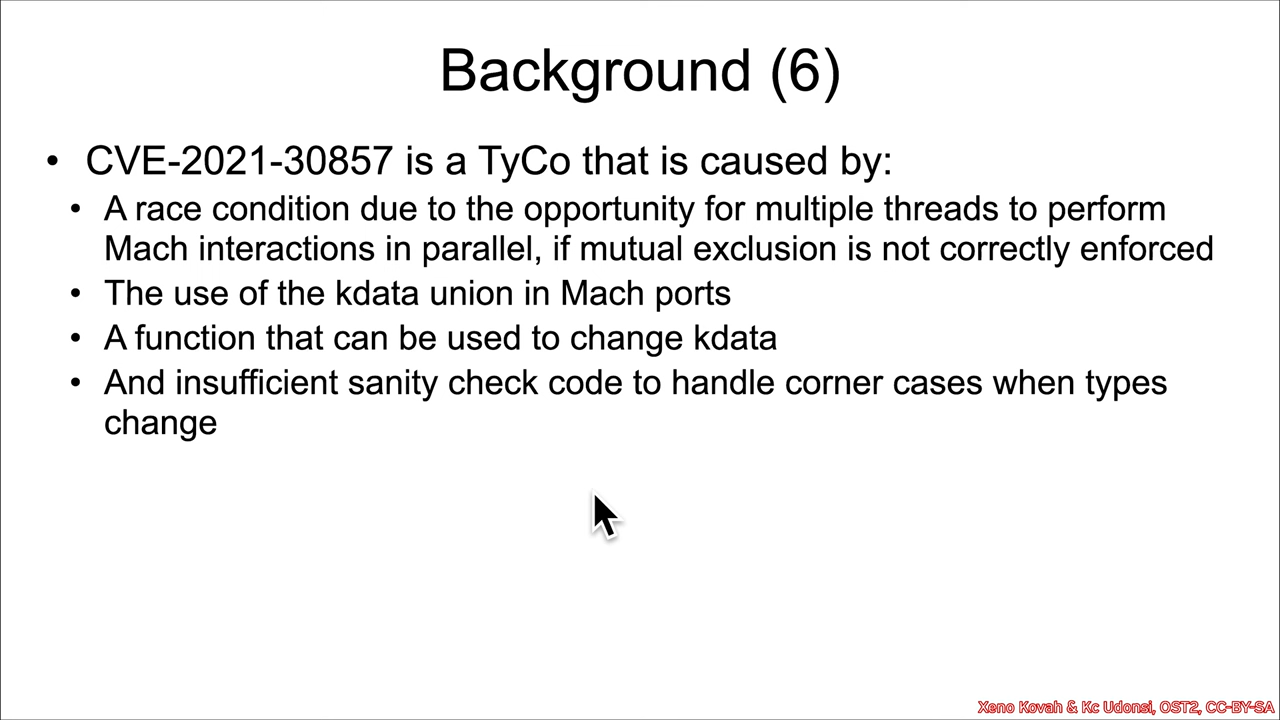 Background (6)
• CVE-2021-30857 is a TyCo that is caused by:
• A race condition due to the opportunity for multiple threads to perform
Mach interactions in parallel, if mutual exclusion is not correctly enforced
• The use of the kdata union in Mach ports
• A function that can be used to change kdata
• And insufficient sanity check code to handle corner cases when types
change
Xeno Kovah & Kc Udonsi, OST2, CC-BY-SA